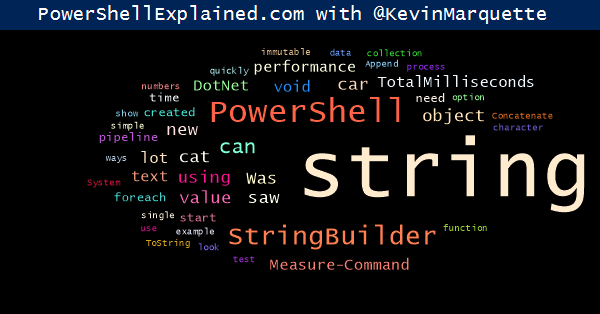 PowerShellExplained.com with @KevinMarquette
immutable data collection
quickly performance Append process
numbers DotNet void car TotalMilliseconds
time need option
show created PowerShell object Concatenate
simple new character
pipeline can string
ways lot cat
System text using Was
foreach value saw
single start
use example StringBuilder function
ToString look
test Measure-Command